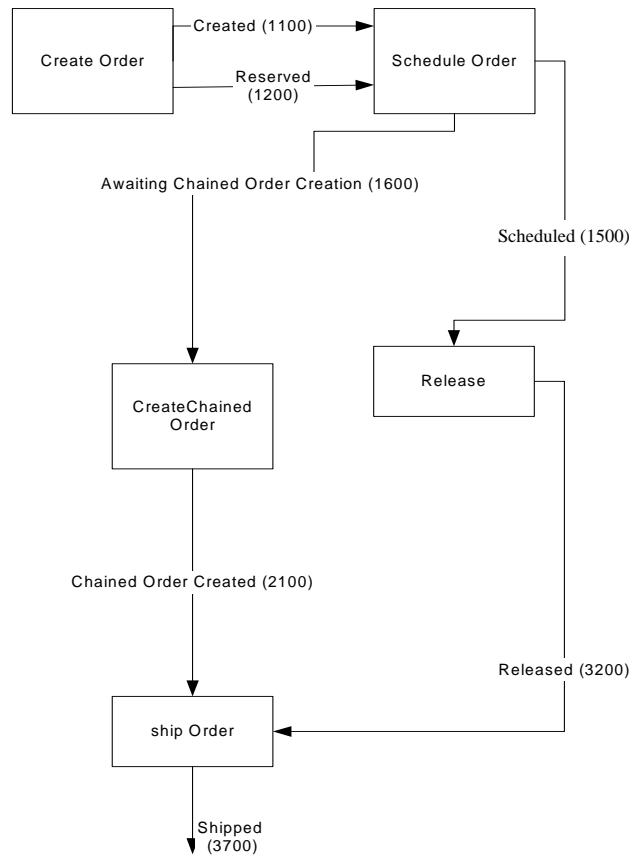 Created (1100)
Create Order
Schedule Order
Reserved
(1200)
Awaiting Chained Order Creation (1600)
Scheduled (1500)
Release
CreateChained
Order
Chained Order Created (2100)
Released (3200)
ship Order
Shipped
(3700)